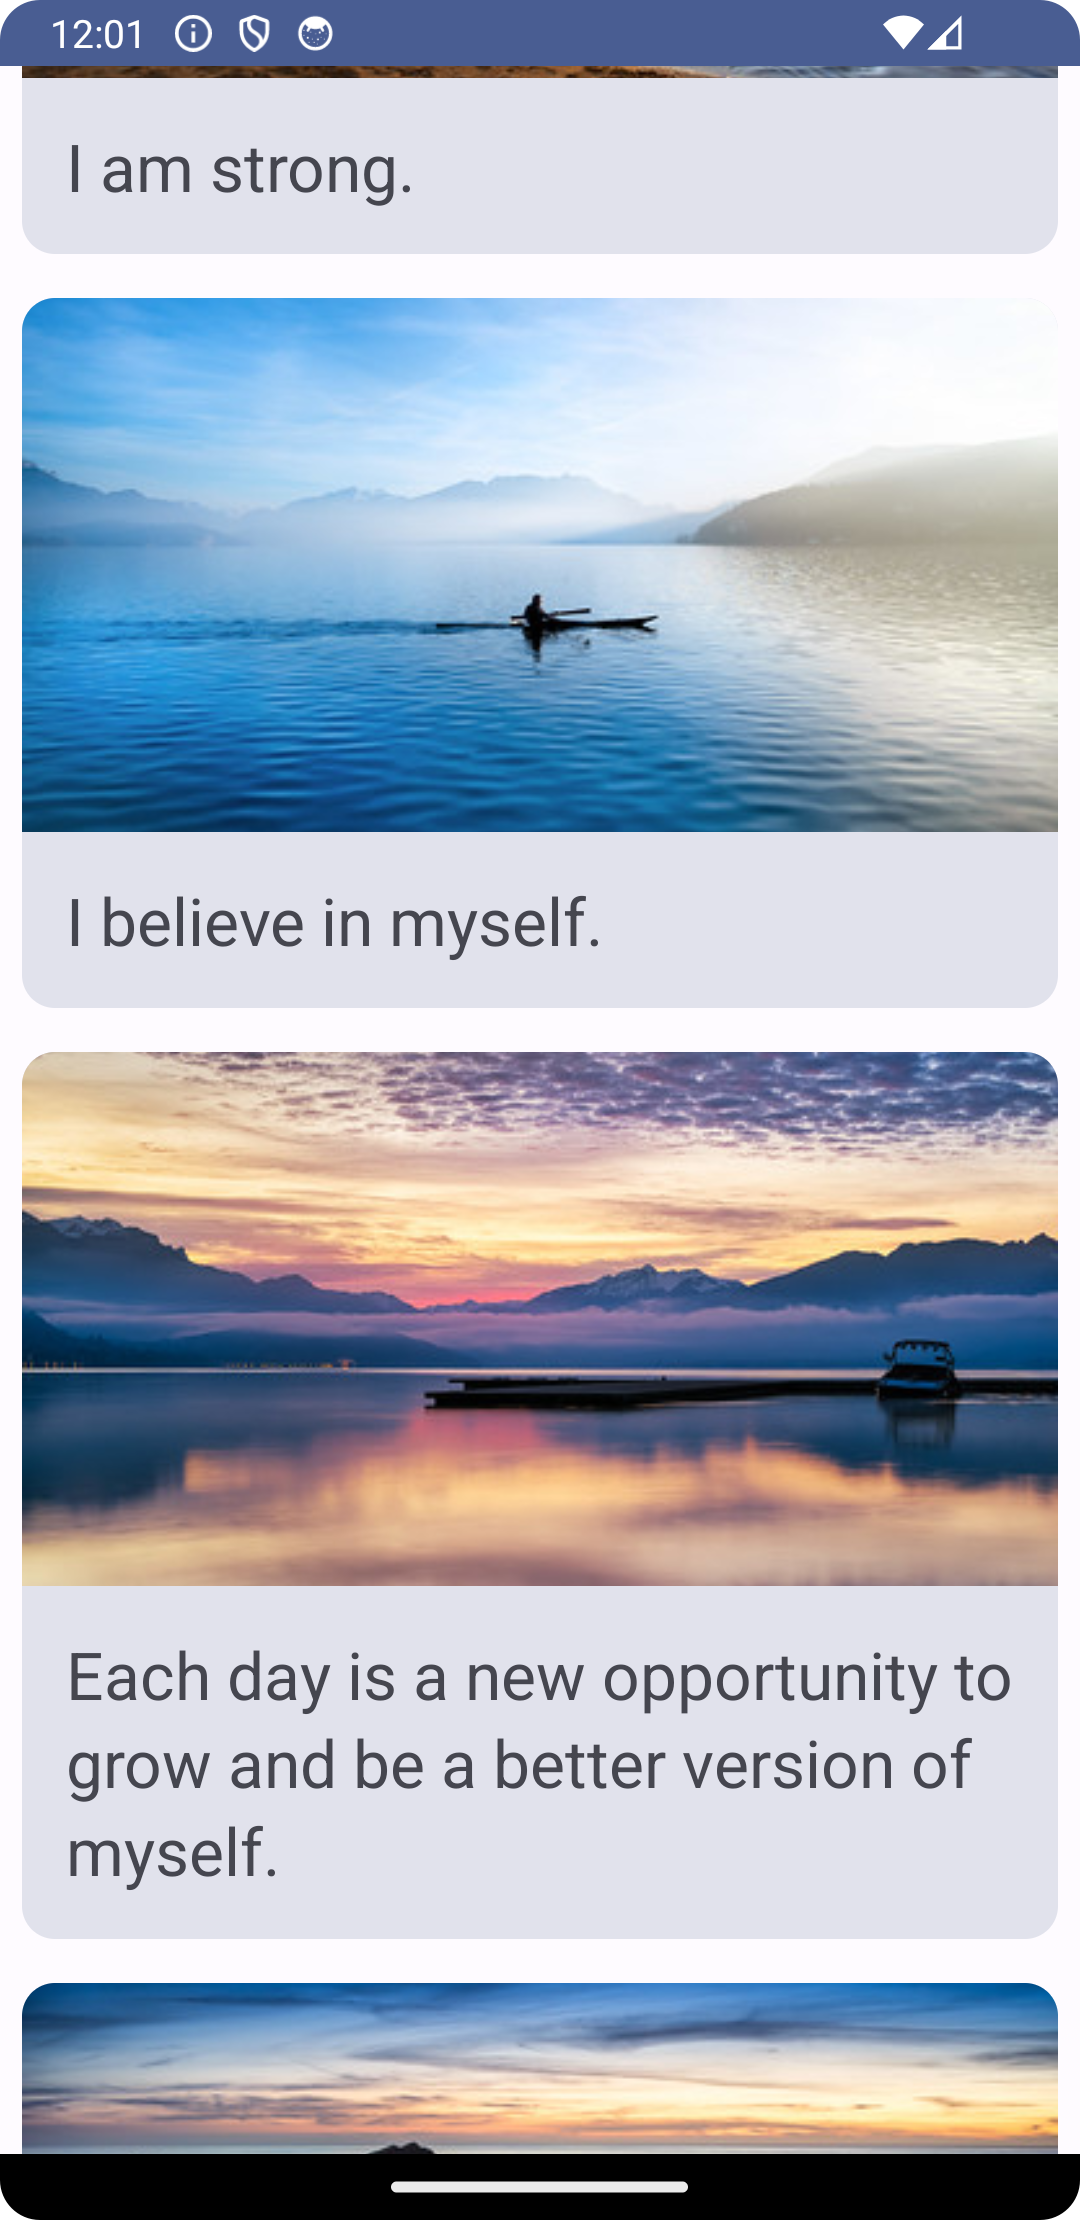 12:01
I am strong.
I believe in myself.
Each day is a new opportunity to
grow and be a better version of
myself.